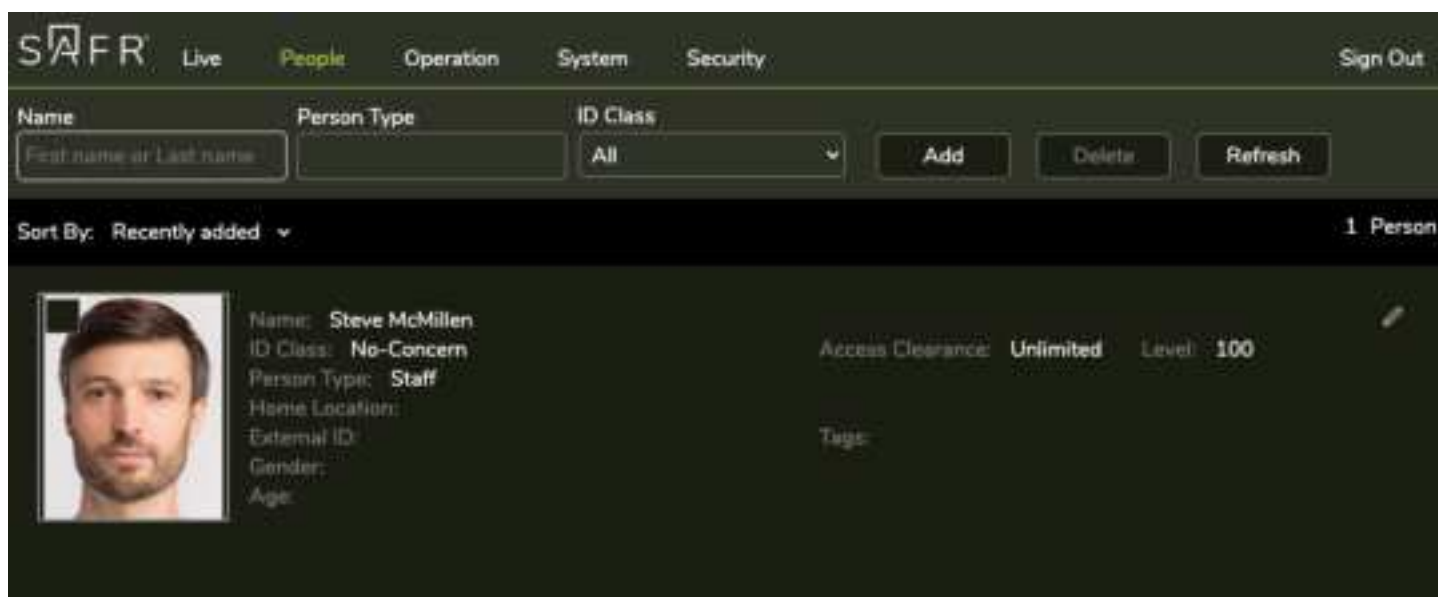 SAFR Live People Operation System Security Sign Out
Name Person Type ID Class
First name or Last name All Add Delete Refresh
Sort By: Recently added 1 Person
Name: Steve McMillen
ID Class: No-Concern Access Clearance: Unlimited Level: 100
Person Type: Staff
Home Location:
External ID: Tags:
Gender:
Age: